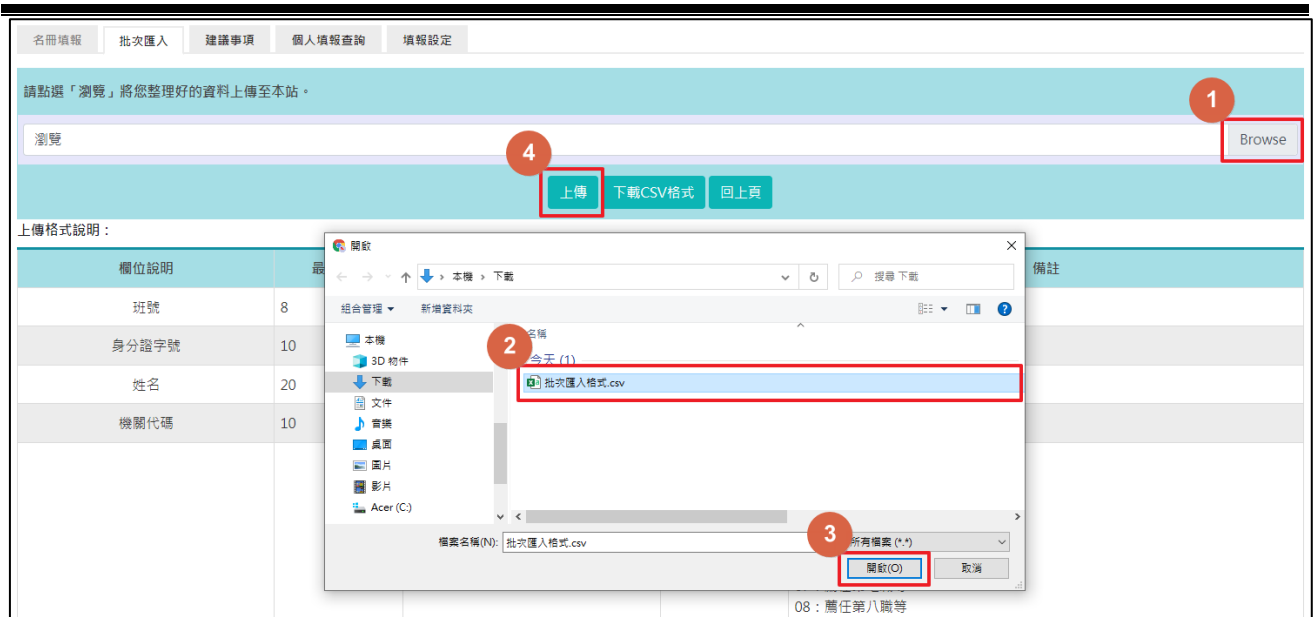 名冊填報 批次匯入 建議事項 個人填報查詢 填報設定
請點選「瀏覽」將您整理好的資料上傳至本站。
1
瀏覽 Browse
4
上傳 下載CSV格式 回上頁
上傳格式說明：
開啟
欄位說明 最 備註
本機 › 下載 搜尋 下載
組合管理 新增資料夾
班號 8
名稱
本機
2
身分證字號 10
今天 (1)
3D 物件
下載
批次匯入格式.csv
姓名 20
文件
機關代碼 10
音樂
桌面
圖片
影片
Acer (C:)
3
檔案名稱(N): 批次匯入格式.csv 所有檔案 (*.*)
開啟(O) 取消
08：薦任第八職等